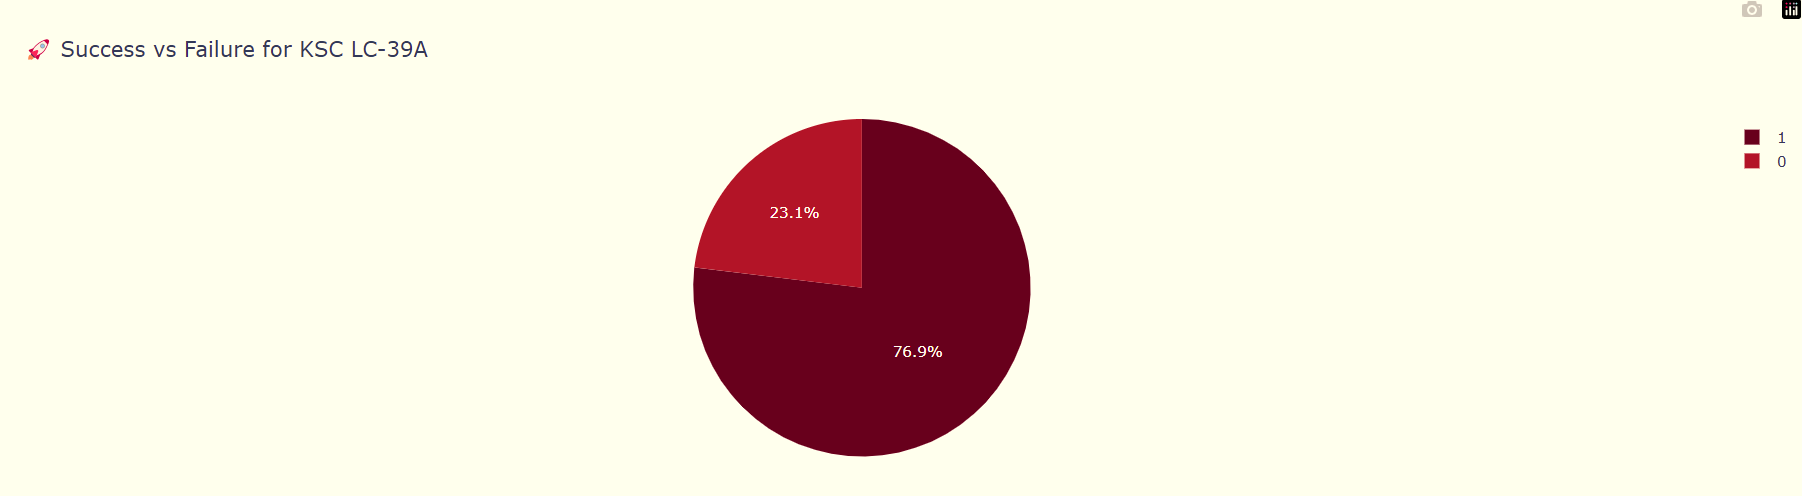 🚀 Success vs Failure for KSC LC-39A
1
0
23.1%
76.9%